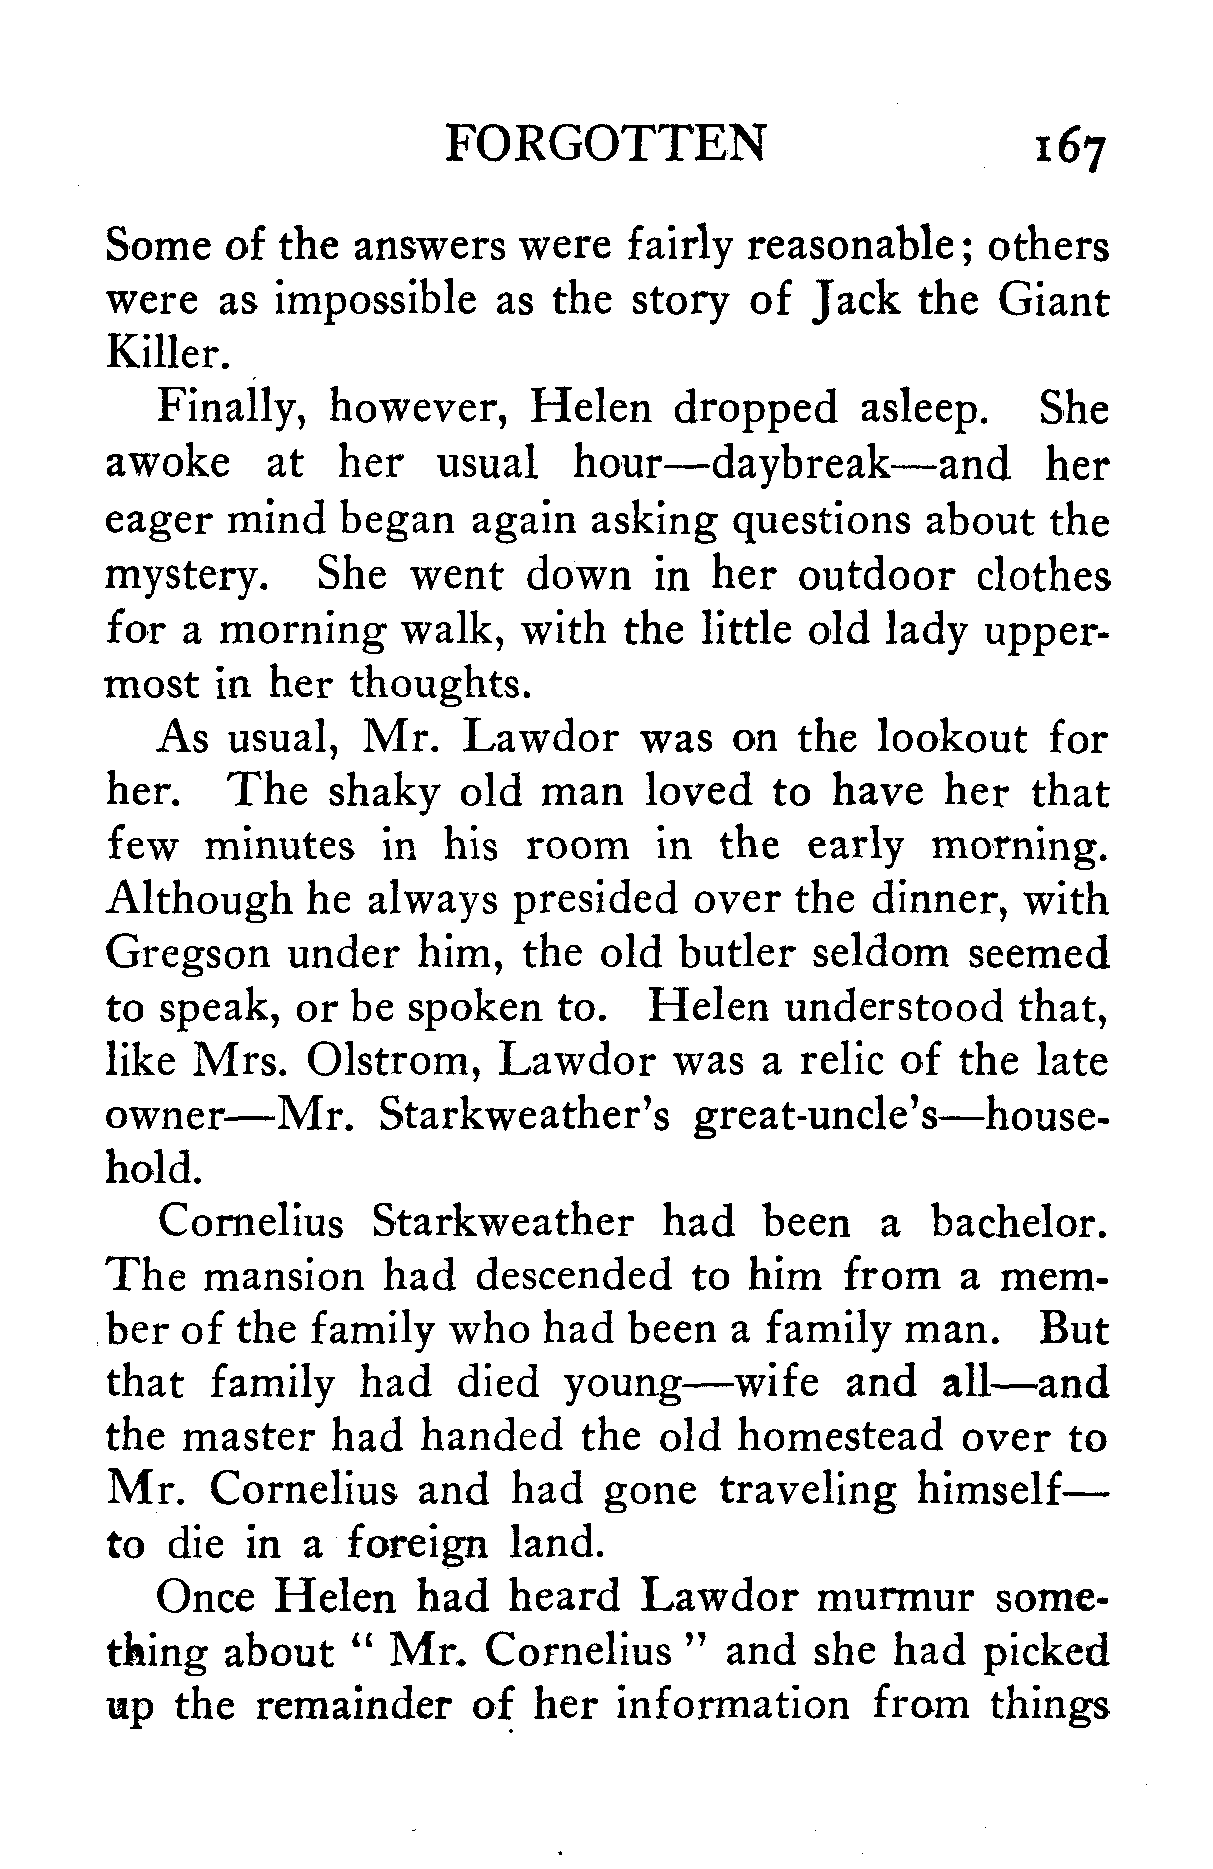 FORGOTTEN 167
Some of the answers were fairly reasonable; others
were as impossible as the story of Jack the Giant
Killer.
Finally, however, Helen dropped asleep. She
awoke at her usual hour—daybreak—and her
eager mind began again asking questions about the
mystery. She went down in her outdoor clothes
for a morning walk, with the little old lady upper-
most in her thoughts.
As usual, Mr. Lawdor was on the lookout for
her. The shaky old man loved to have her that
few minutes in his room in the early morning.
Although he always presided over the dinner, with
Gregson under him, the old butler seldom seemed
to speak, or be spoken to. Helen understood that,
like Mrs. Olstrom, Lawdor was a relic of the late
owner—Mr. Starkweather's great-uncle's—house-
hold.
Cornelius Starkweather had been a bachelor.
The mansion had descended to him from a mem-
ber of the family who had been a family man. But
that family had died young—wife and all—and
the master had handed the old homestead over to
Mr. Cornelius and had gone traveling himself—
to die in a foreign land.
Once Helen had heard Lawdor murmur some-
thing about " Mr. Cornelius " and she had picked
up the remainder of her information from things